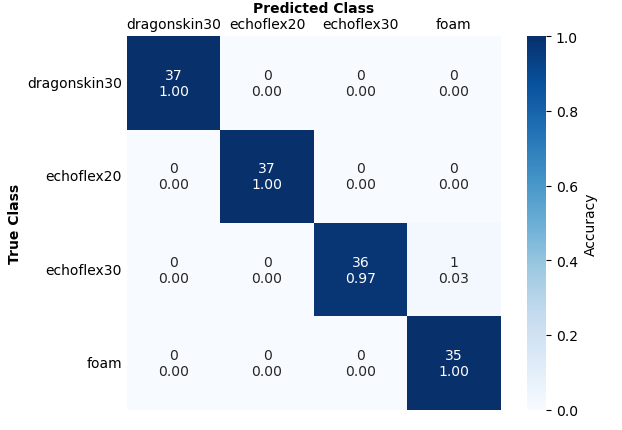 Predicted Class
dragonskin30 echoflex20 echoflex30 foam
dragonskin30
37 0 0 0
1.00 0.00 0.00 0.00
echoflex20
0 37 0 0
0.00 1.00 0.00 0.00
echoflex30
0 0 36 1
0.00 0.00 0.97 0.03
foam
0 0 0 35
0.00 0.00 0.00 1.00
True Class
1.0
0.8
0.6
0.4
0.2
0.0
Accuracy